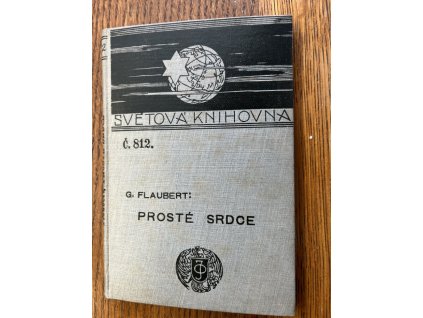 SVĚTOVÁ KNIHOVNA
Č. 812.
G. FLAUBERT:
PROSTÉ SRDCE